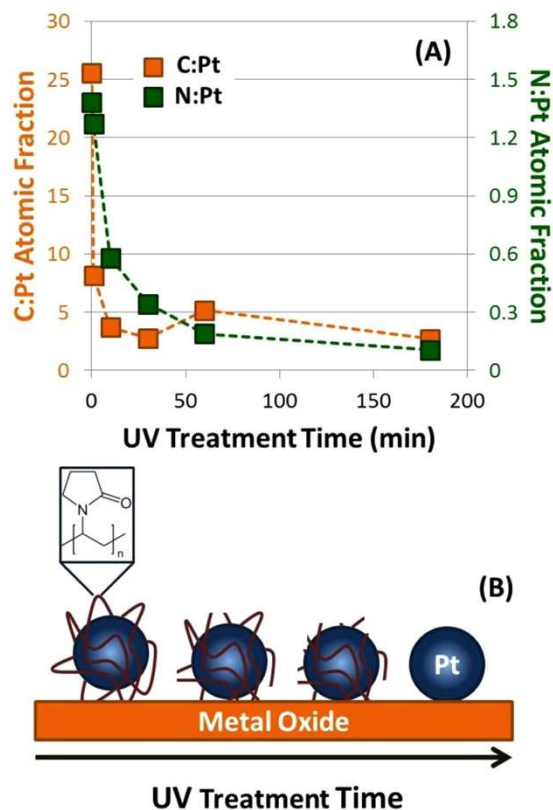 (A)
C:Pt
N:Pt
C:Pt Atomic Fraction
30
25
20
15
10
5
0
N:Pt Atomic Fraction
1.8
1.5
1.2
0.9
0.6
0.3
0
0 50 100 150 200
UV Treatment Time (min)
N
O
n
(B)
Pt
Metal Oxide
UV Treatment Time